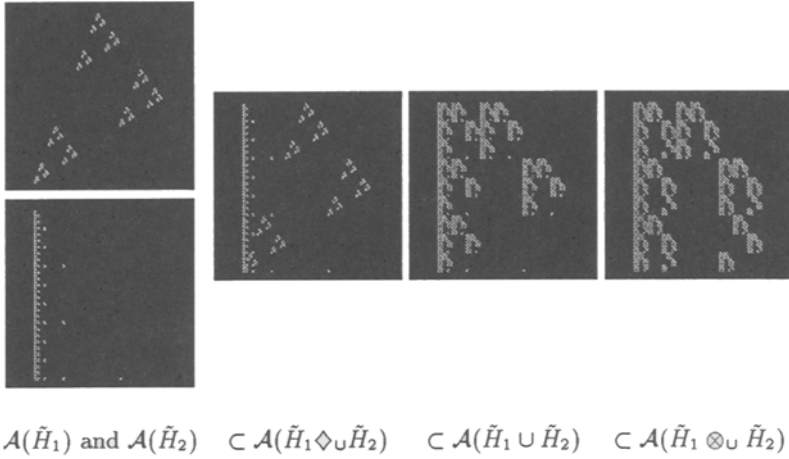 𝒜(H̃₁) and 𝒜(H̃₂) ⊂ 𝒜(H̃₁ ◇∪ H̃₂) ⊂ 𝒜(H̃₁ ∪ H̃₂) ⊂ 𝒜(H̃₁ ⊗∪ H̃₂)